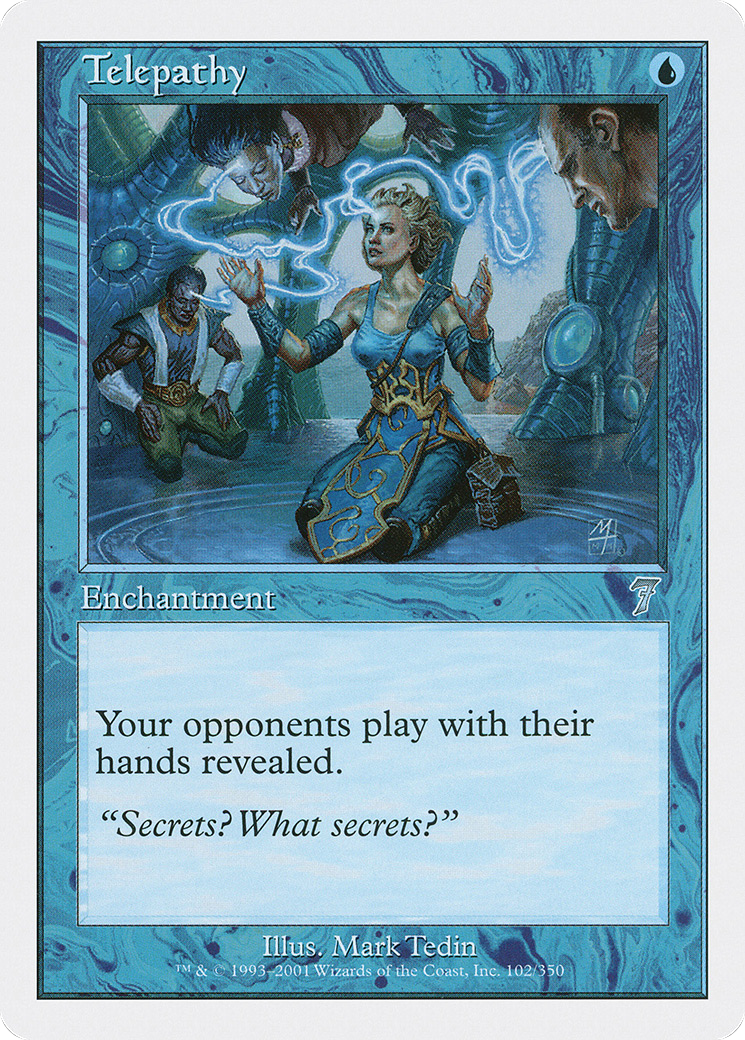 Telepathy
Enchantment
7
Your opponents play with their
hands revealed.
“Secrets? What secrets?”
Illus. Mark Tedin
™ & © 1993–2001 Wizards of the Coast, Inc. 102/350